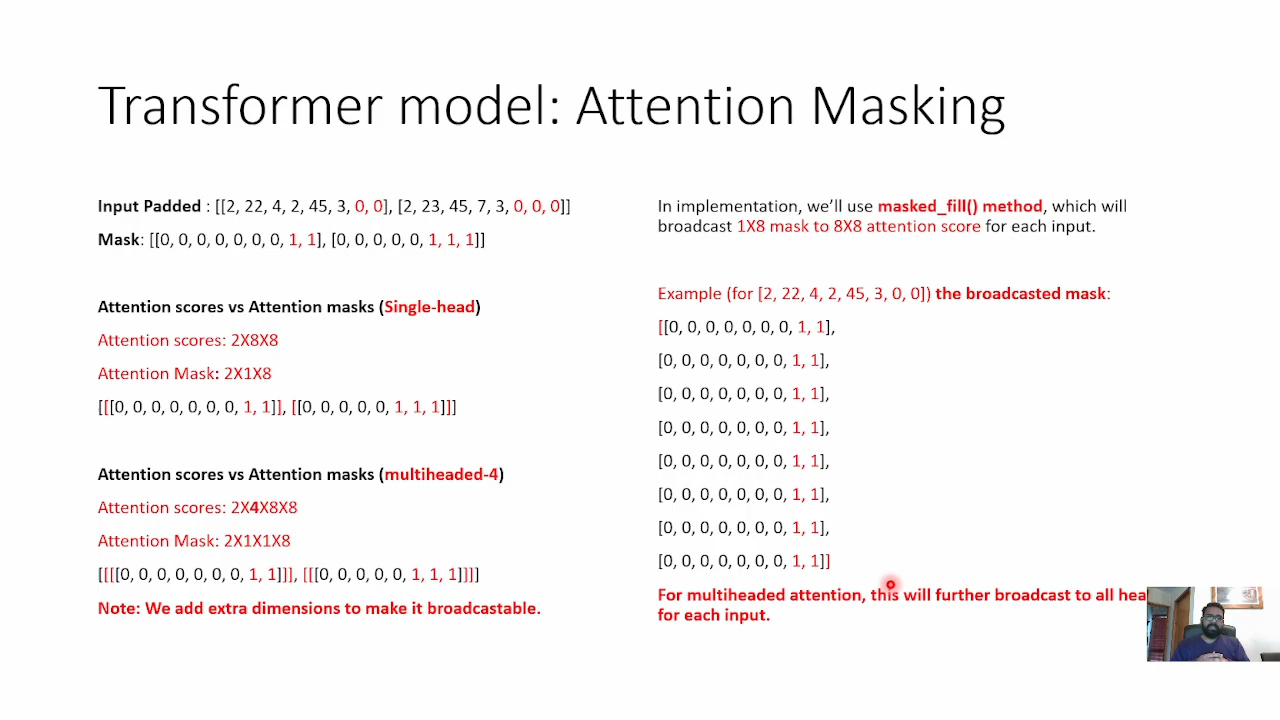 Transformer model: Attention Masking
Input Padded : [[2, 22, 4, 2, 45, 3, 0, 0], [2, 23, 45, 7, 3, 0, 0, 0]]
Mask: [[0, 0, 0, 0, 0, 0, 0, 1, 1], [0, 0, 0, 0, 0, 1, 1, 1]]
Attention scores vs Attention masks (Single-head)
Attention scores: 2X8X8
Attention Mask: 2X1X8
[[[0, 0, 0, 0, 0, 0, 0, 1, 1]], [[0, 0, 0, 0, 0, 1, 1, 1]]]
Attention scores vs Attention masks (multiheaded-4)
Attention scores: 2X4X8X8
Attention Mask: 2X1X1X8
[[[[0, 0, 0, 0, 0, 0, 0, 1, 1]]], [[[0, 0, 0, 0, 0, 1, 1, 1]]]]
Note: We add extra dimensions to make it broadcastable.
In implementation, we'll use masked_fill() method, which will
broadcast 1X8 mask to 8X8 attention score for each input.
Example (for [2, 22, 4, 2, 45, 3, 0, 0]) the broadcasted mask:
[[0, 0, 0, 0, 0, 0, 0, 1, 1],
[0, 0, 0, 0, 0, 0, 0, 1, 1],
[0, 0, 0, 0, 0, 0, 0, 1, 1],
[0, 0, 0, 0, 0, 0, 0, 1, 1],
[0, 0, 0, 0, 0, 0, 0, 1, 1],
[0, 0, 0, 0, 0, 0, 0, 1, 1],
[0, 0, 0, 0, 0, 0, 0, 1, 1],
[0, 0, 0, 0, 0, 0, 0, 1, 1]]
For multiheaded attention, this will further broadcast to all
for each input.